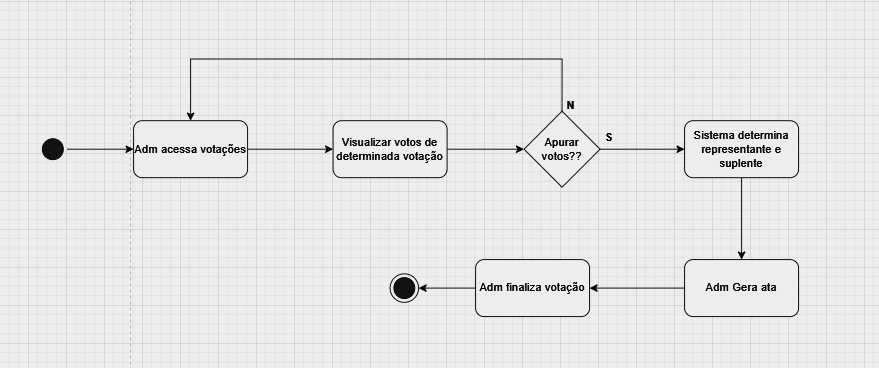 N
S
Adm acessa votações
Visualizar votos de
determinada votação
Apurar
votos??
Sistema determina
representante e
suplente
Adm finaliza votação
Adm Gera ata